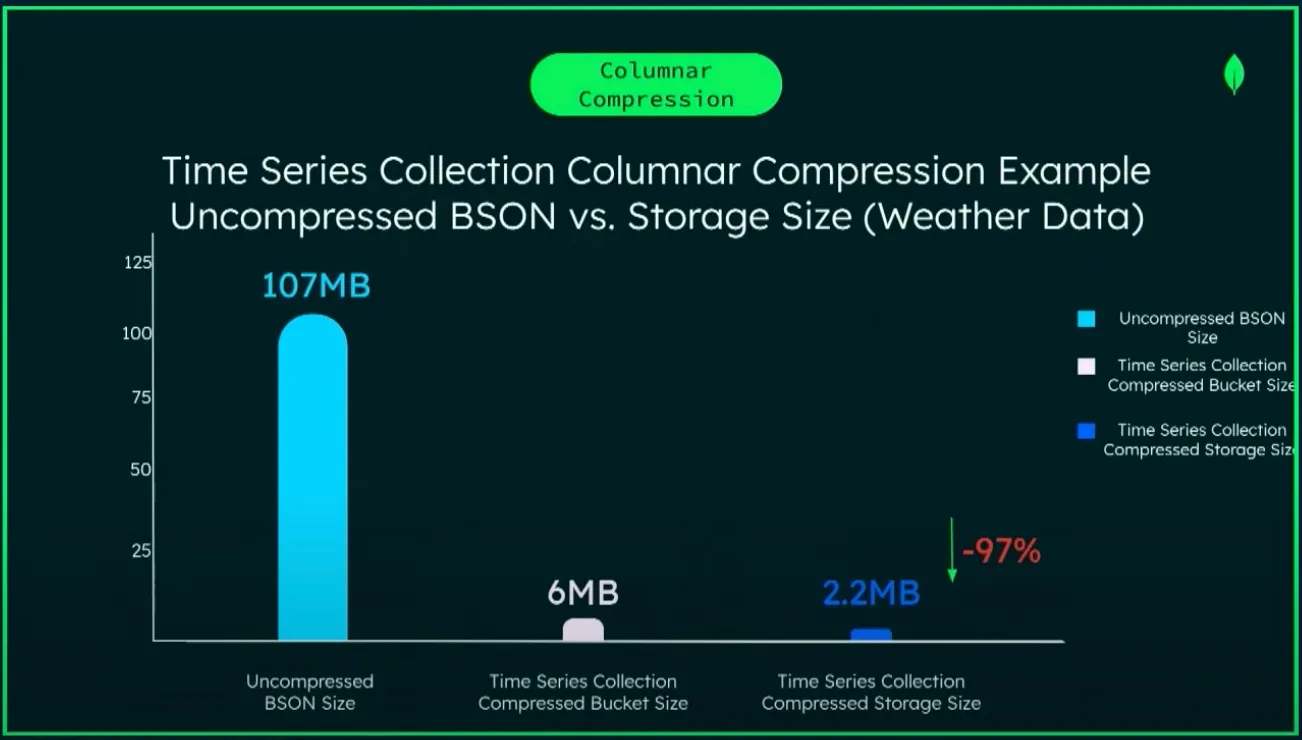 Columnar
Compression
Time Series Collection Columnar Compression Example
Uncompressed BSON vs. Storage Size (Weather Data)
125
100
75
50
25
107MB
6MB
2.2MB
-97%
Uncompressed BSON
Size
Time Series Collection
Compressed Bucket Size
Time Series Collection
Compressed Storage Size
Uncompressed
BSON Size
Time Series Collection
Compressed Bucket Size
Time Series Collection
Compressed Storage Size